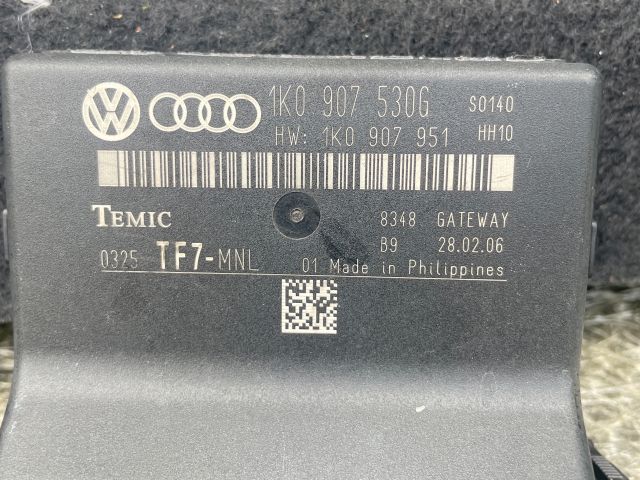 1K0 907 530G S0140
HW: 1K0 907 951 HH10
TEMIC 8348 GATEWAY
B9 28.02.06
0325 TF7-MNL 01 Made in Philippines